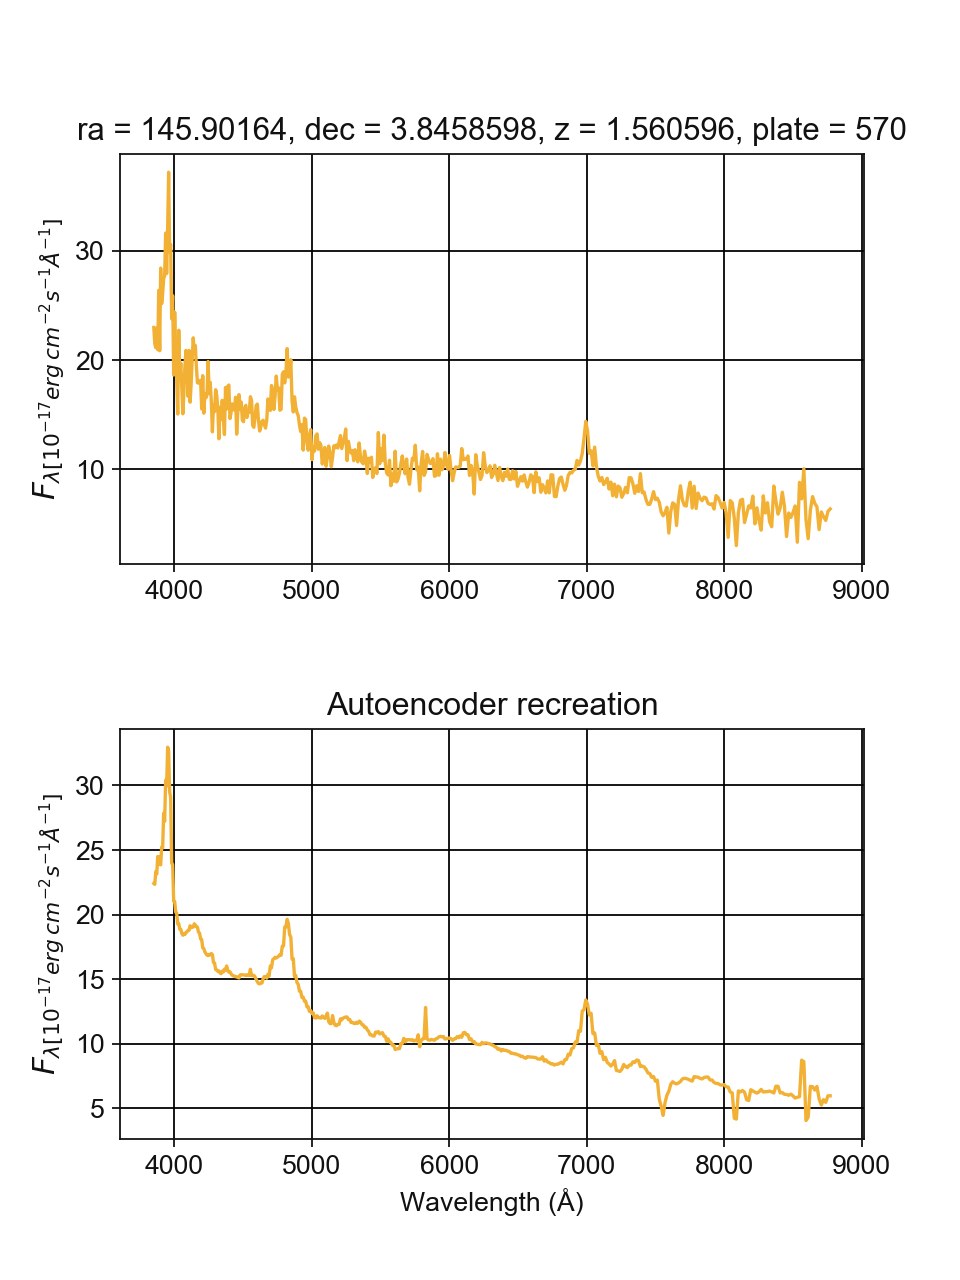 ra = 145.90164, dec = 3.8458598, z = 1.560596, plate = 570
F_λ[10⁻¹⁷erg cm⁻²s⁻¹Å⁻¹]
30
20
10
4000 5000 6000 7000 8000 9000
Autoencoder recreation
F_λ[10⁻¹⁷erg cm⁻²s⁻¹Å⁻¹]
30
25
20
15
10
5
4000 5000 6000 7000 8000 9000
Wavelength (Å)